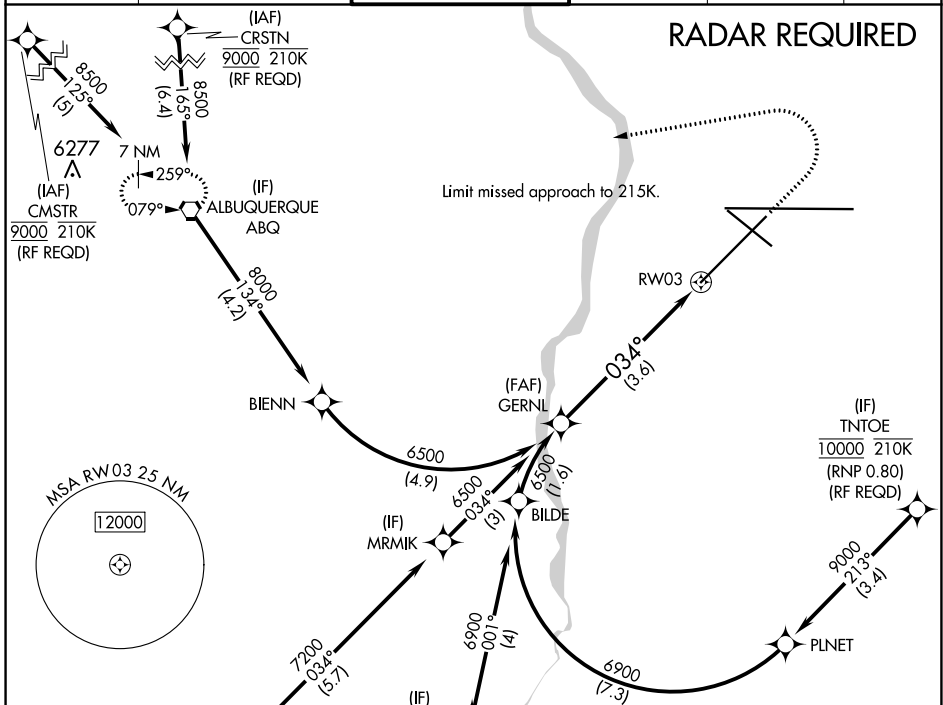 RADAR REQUIRED
(IAF)
CRSTN
9000 210K
(RF REQD)
8500
125°
(5)
8500
165°
(6.4)
6277
7 NM
259°
079°
(IAF)
CMSTR
9000 210K
(RF REQD)
(IF)
ALBUQUERQUE
ABQ
Limit missed approach to 215K.
8000
134°
(4.2)
RW03
034°
(3.6)
BIENN
(FAF)
GERNL
6500
(4.9)
(IF)
TNTOE
10000 210K
(RNP 0.80)
(RF REQD)
6500
034°
(3)
6500
(1.6)
BILDE
MSA RW03 25 NM
12000
(IF)
MRMIK
9000
213°
(3.4)
7200
034°
(5.7)
6900
001°
(4)
PLNET
6900
(7.3)
(IF)